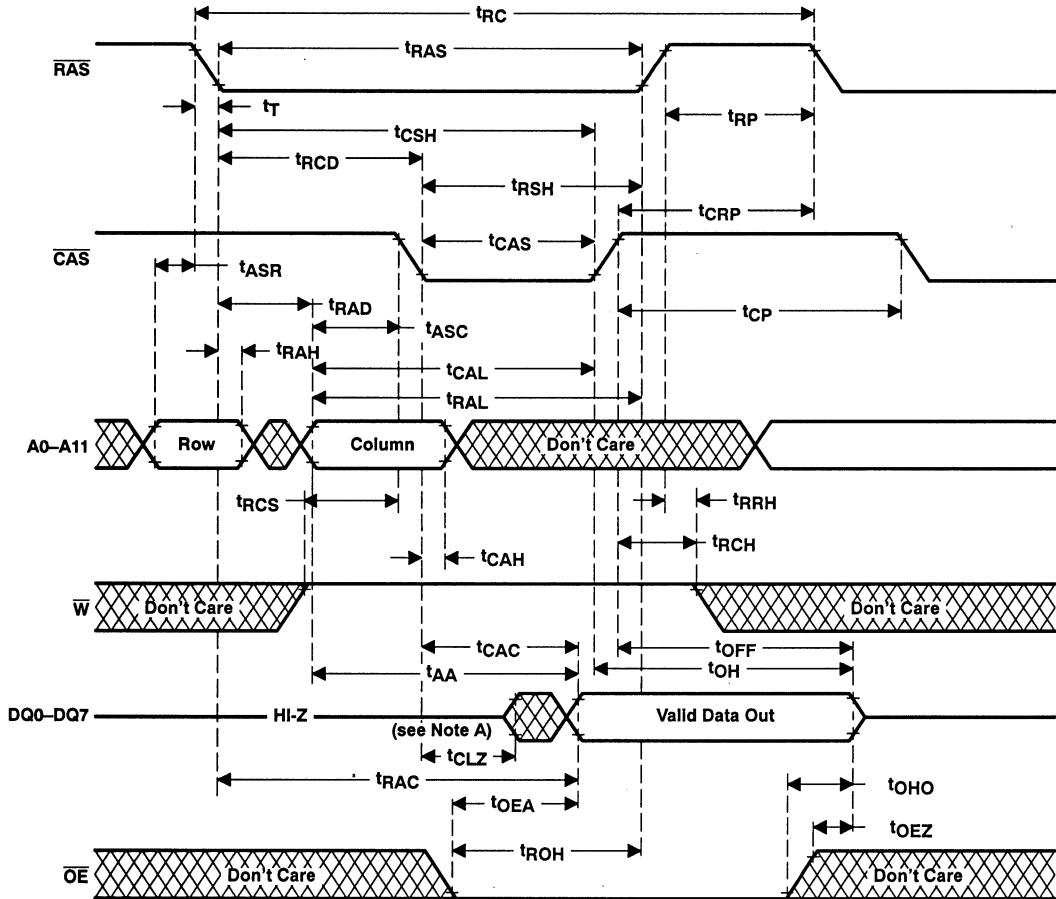 tRC
tRAS
RAS
tT
tRP
tCSH
tRCD
tRSH
tCRP
tCAS
CAS
tASR
tRAD
tCP
tASC
tRAH
tCAL
tRAL
A0–A11
Row
Column
Don't Care
tRCS
tRRH
tRCH
tCAH
W
Don't Care
Don't Care
tCAC
tOFF
tAA
tOH
DQ0–DQ7
HI-Z
(see Note A)
Valid Data Out
tCLZ
tRAC
tOHO
tOEA
tOEZ
tROH
OE
Don't Care
Don't Care